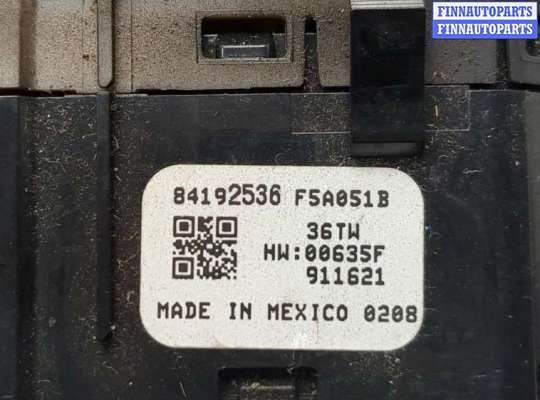 FINNAUTOPARTS
FINNAUTOPARTS
84192536 F5A051B
36TW
HW:00635F
911621
MADE IN MEXICO 0208